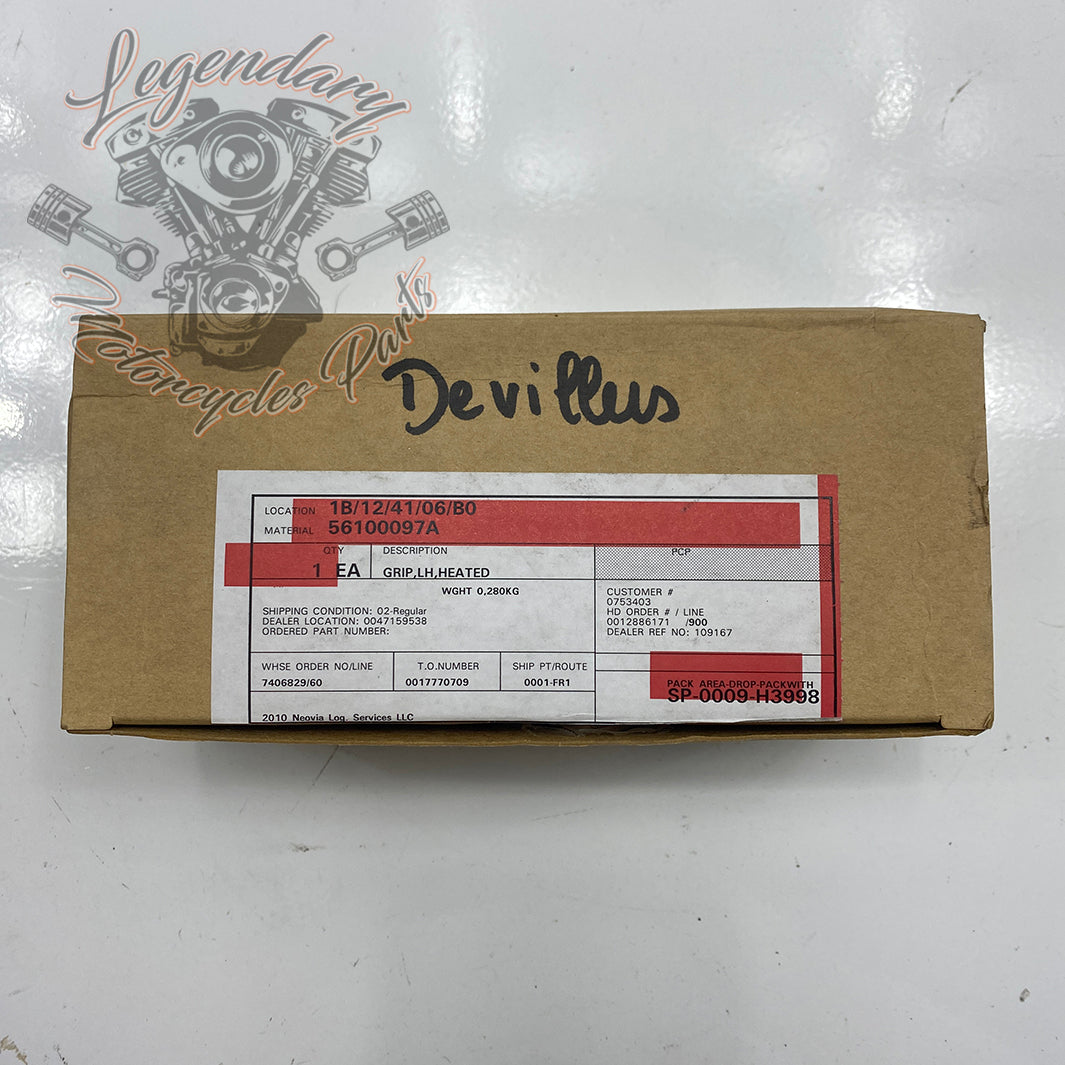 Legendary
Motorcycles Parts
Devillus
LOCATION 1B/12/41/06/B0
MATERIAL 56100097A
QTY DESCRIPTION PCP
1 EA GRIP,LH,HEATED
WGHT 0,280KG
CUSTOMER #
0753403
HD ORDER # / LINE
0012886171 /900
DEALER REF NO: 109167
SHIPPING CONDITION: 02-Regular
DEALER LOCATION: 0047159538
ORDERED PART NUMBER:
WHSE ORDER NO/LINE T.O.NUMBER SHIP PT/ROUTE
7406829/60 0017770709 0001-FR1
PACK AREA-DROP-PACKWITH
SP-0009-H3998
2010 Neovia Log. Services LLC